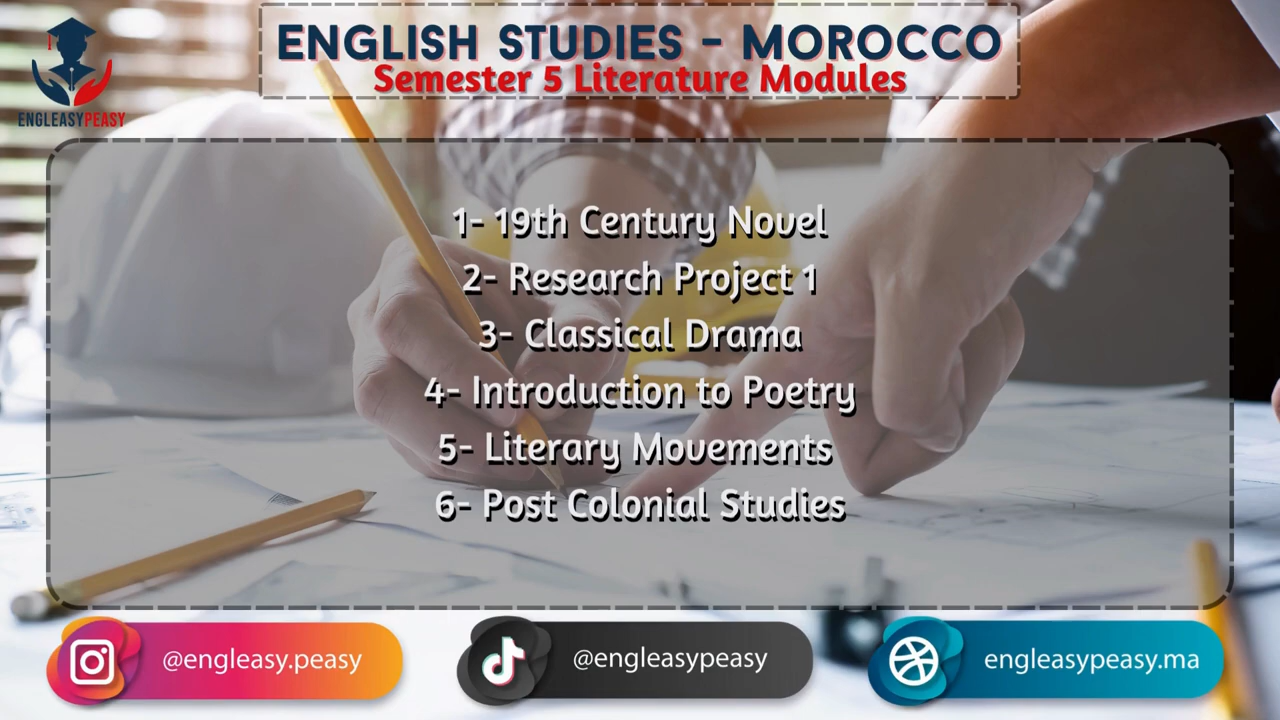 ENGLISH STUDIES - MOROCCO
Semester 5 Literature Modules
ENGLEASYPEASY
1- 19th Century Novel
2- Research Project 1
3- Classical Drama
4- Introduction to Poetry
5- Literary Movements
6- Post Colonial Studies
@engleasy.peasy
@engleasypeasy
engleasypeasy.ma